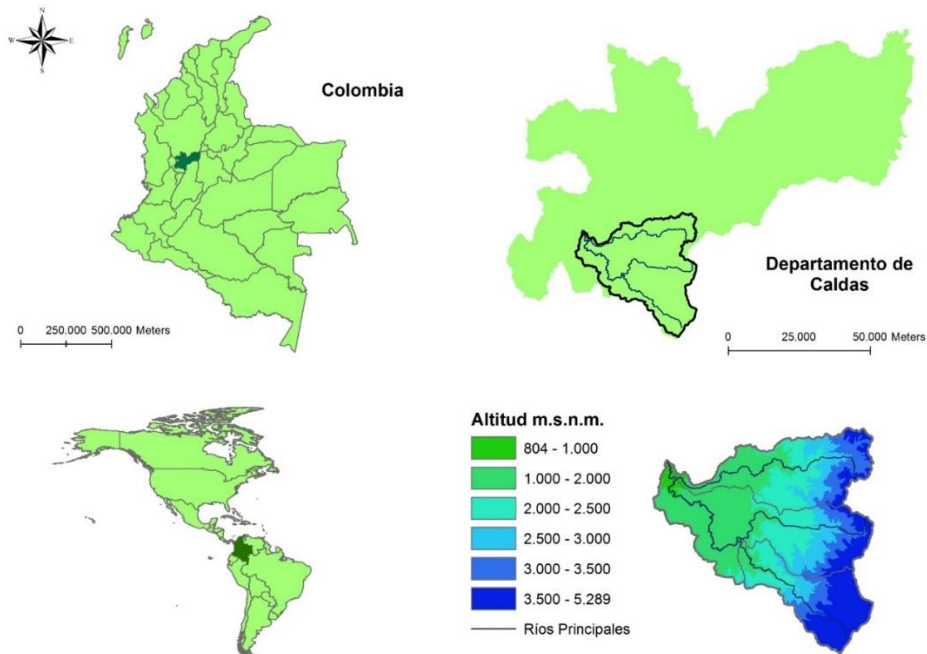 N
W
E
S
Colombia
0 250.000 500.000 Meters
Departamento de
Caldas
0 25.000 50.000 Meters
Altitud m.s.n.m.
804 - 1.000
1.000 - 2.000
2.000 - 2.500
2.500 - 3.000
3.000 - 3.500
3.500 - 5.289
Ríos Principales